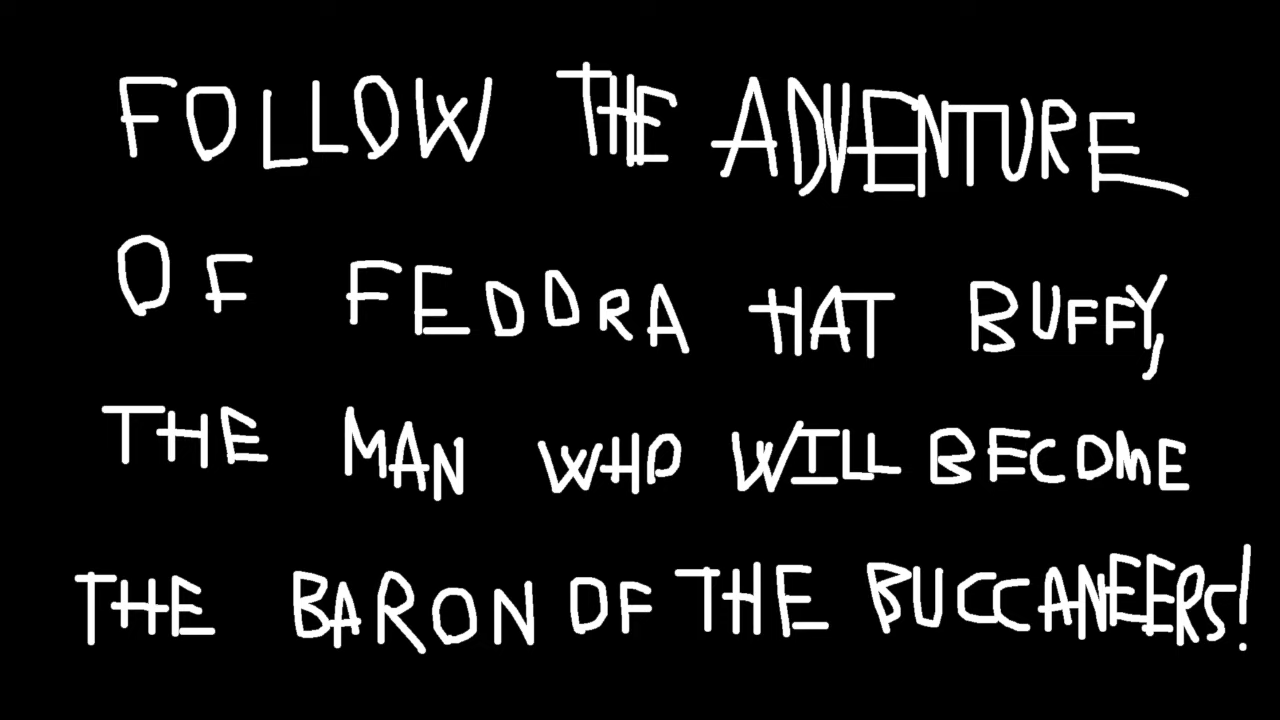 FOLLOW THE ADVENTURE
OF FEDORA HAT BUFFY,
THE MAN WHO WILL BECOME
THE BARON OF THE BUCCANEERS!